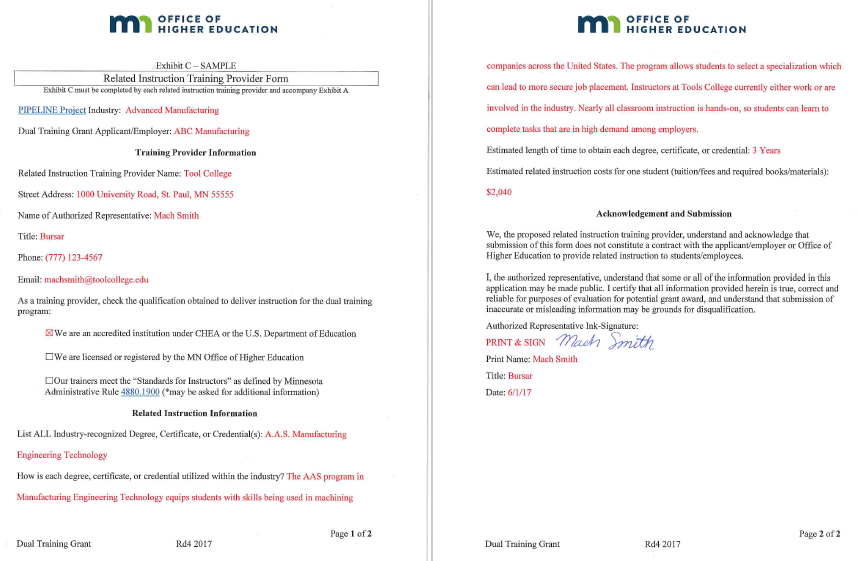 mn OFFICE OF
HIGHER EDUCATION
Exhibit C – SAMPLE
Related Instruction Training Provider Form
Exhibit C must be completed by each related instruction training provider and accompany Exhibit A
PIPELINE Project Industry: Advanced Manufacturing
Dual Training Grant Applicant/Employer: ABC Manufacturing
Training Provider Information
Related Instruction Training Provider Name: Tool College
Street Address: 1000 University Road, St. Paul, MN 55555
Name of Authorized Representative: Mach Smith
Title: Bursar
Phone: (777) 123-4567
Email: machsmith@toolcollege.edu
As a training provider, check the qualification obtained to deliver instruction for the dual training
program:
☒We are an accredited institution under CHEA or the U.S. Department of Education
☐We are licensed or registered by the MN Office of Higher Education
☐Our trainers meet the “Standards for Instructors” as defined by Minnesota
Administrative Rule 4880.1900 (*may be asked for additional information)
Related Instruction Information
List ALL Industry-recognized Degree, Certificate, or Credential(s): A.A.S. Manufacturing
Engineering Technology
How is each degree, certificate, or credential utilized within the industry? The AAS program in
Manufacturing Engineering Technology equips students with skills being used in machining
Page 1 of 2
Dual Training Grant Rd4 2017
mn OFFICE OF
HIGHER EDUCATION
companies across the United States. The program allows students to select a specialization which
can lead to more secure job placement. Instructors at Tools College currently either work or are
involved in the industry. Nearly all classroom instruction is hands-on, so students can learn to
complete tasks that are in high demand among employers.
Estimated length of time to obtain each degree, certificate, or credential: 3 Years
Estimated related instruction costs for one student (tuition/fees and required books/materials):
$2,040
Acknowledgement and Submission
We, the proposed related instruction training provider, understand and acknowledge that
submission of this form does not constitute a contract with the applicant/employer or Office of
Higher Education to provide related instruction to students/employees.
I, the authorized representative, understand that some or all of the information provided in this
application may be made public. I certify that all information provided herein is true, correct and
reliable for purposes of evaluation for potential grant award, and understand that submission of
inaccurate or misleading information may be grounds for disqualification.
Authorized Representative Ink-Signature:
PRINT & SIGN Mach Smith
Print Name: Mach Smith
Title: Bursar
Date: 6/1/17
Page 2 of 2
Dual Training Grant Rd4 2017